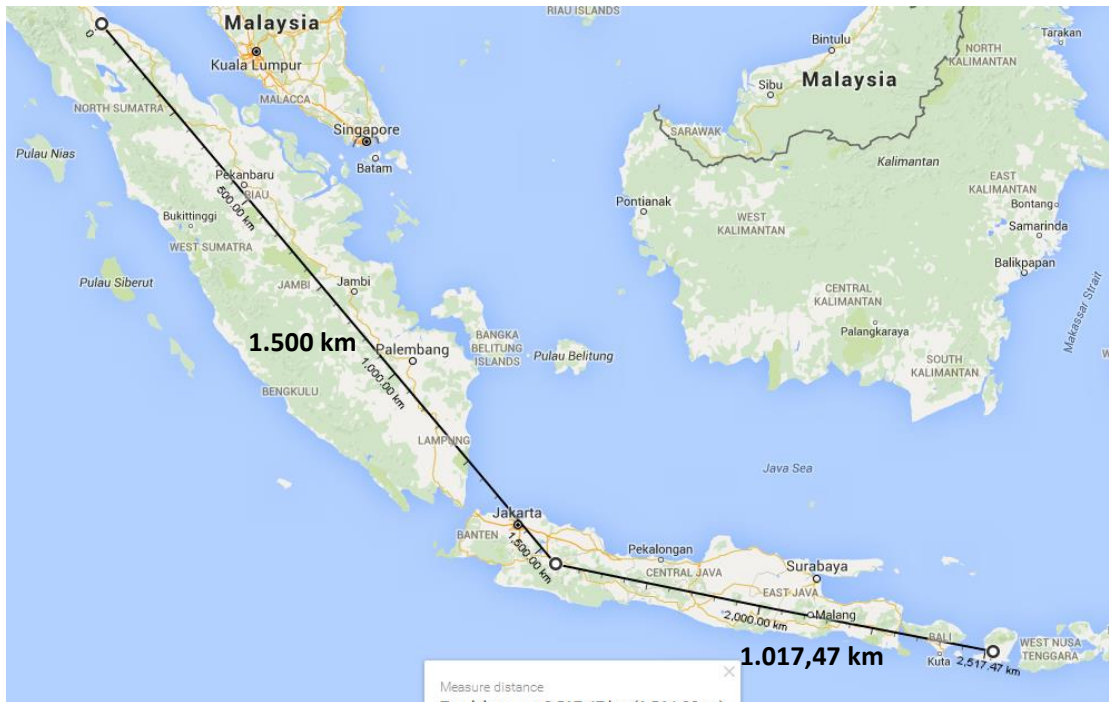 RIAU ISLANDS
Malaysia
Kuala Lumpur
MALACCA
Singapore
Batam
Bintulu
Tarakan
NORTH
KALIMANTAN
Sibu
Malaysia
SARAWAK
0
NORTH SUMATRA
Pulau Nias
Pekanbaru
RIAU
500.00 km
Bukittinggi
WEST SUMATRA
Pulau Siberut
JAMBI
Jambi
Kalimantan
Pontianak
WEST
KALIMANTAN
EAST
KALIMANTAN
Bontang
Samarinda
Balikpapan
CENTRAL
KALIMANTAN
Palangkaraya
Makassar Strait
SOUTH
KALIMANTAN
1.500 km
Palembang
1,000.00 km
BANGKA
BELITUNG
ISLANDS
Pulau Belitung
BENGKULU
LAMPUNG
Java Sea
Jakarta
BANTEN
1,500.00 km
Pekalongan
CENTRAL JAVA
Surabaya
EAST JAVA
2,000.00 km
Malang
BALI
Kuta
2,517.47 km
WEST NUSA
TENGGARA
1.017,47 km
Measure distance